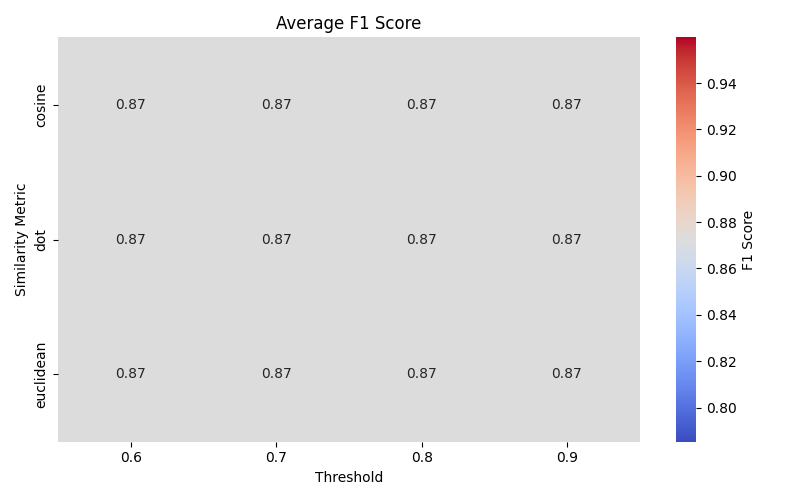 Average F1 Score
Similarity Metric
cosine
0.87 0.87 0.87 0.87
dot
0.87 0.87 0.87 0.87
euclidean
0.87 0.87 0.87 0.87
0.6 0.7 0.8 0.9
Threshold
0.94
0.92
0.90
0.88
0.86
0.84
0.82
0.80
F1 Score